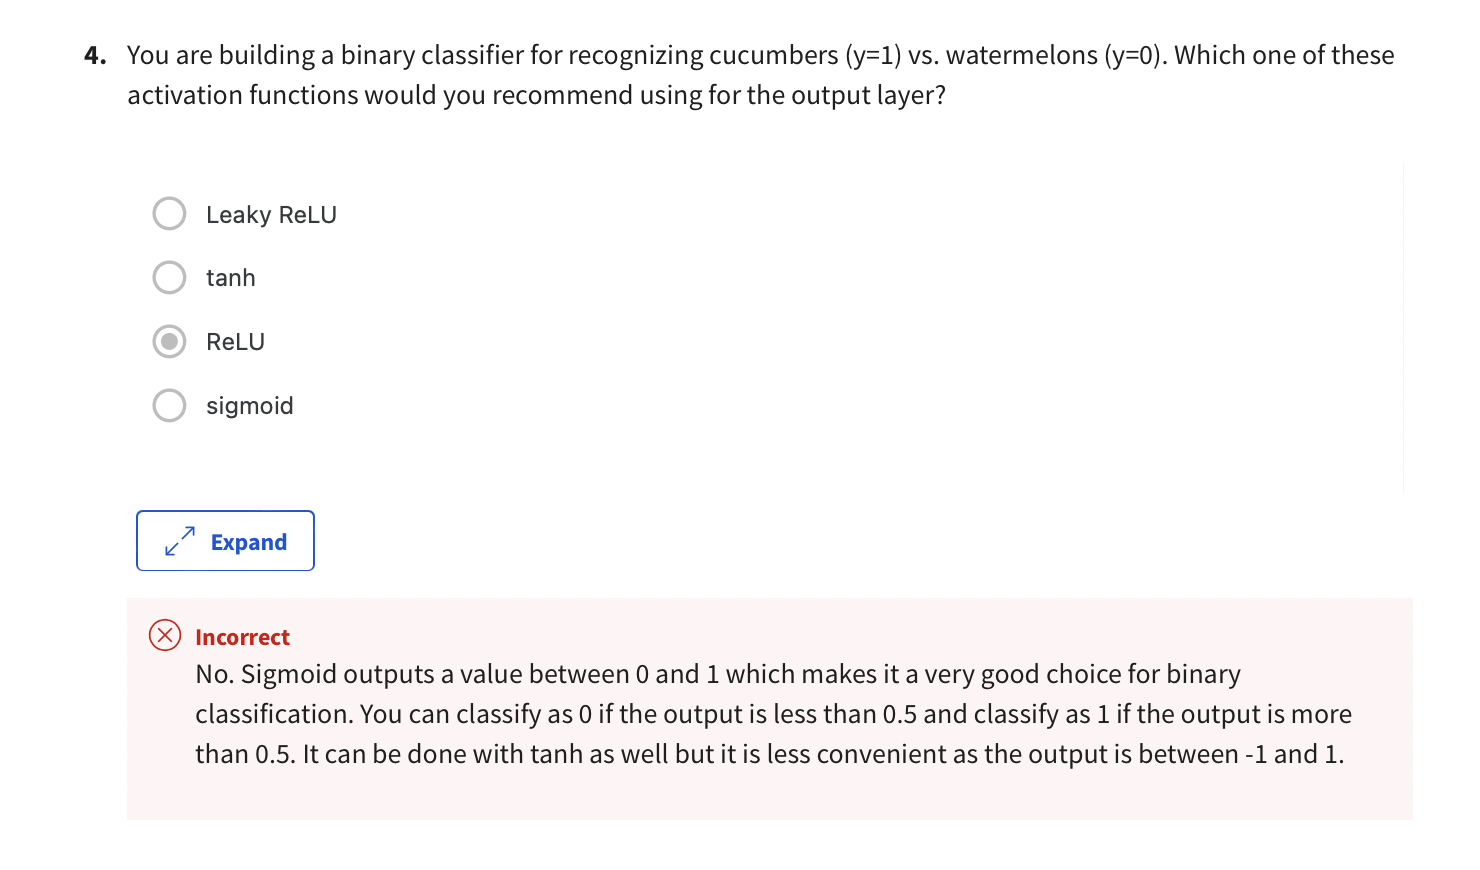 4. You are building a binary classifier for recognizing cucumbers (y=1) vs. watermelons (y=0). Which one of these
activation functions would you recommend using for the output layer?
Leaky ReLU
tanh
ReLU
sigmoid
Expand
Incorrect
No. Sigmoid outputs a value between 0 and 1 which makes it a very good choice for binary
classification. You can classify as 0 if the output is less than 0.5 and classify as 1 if the output is more
than 0.5. It can be done with tanh as well but it is less convenient as the output is between -1 and 1.